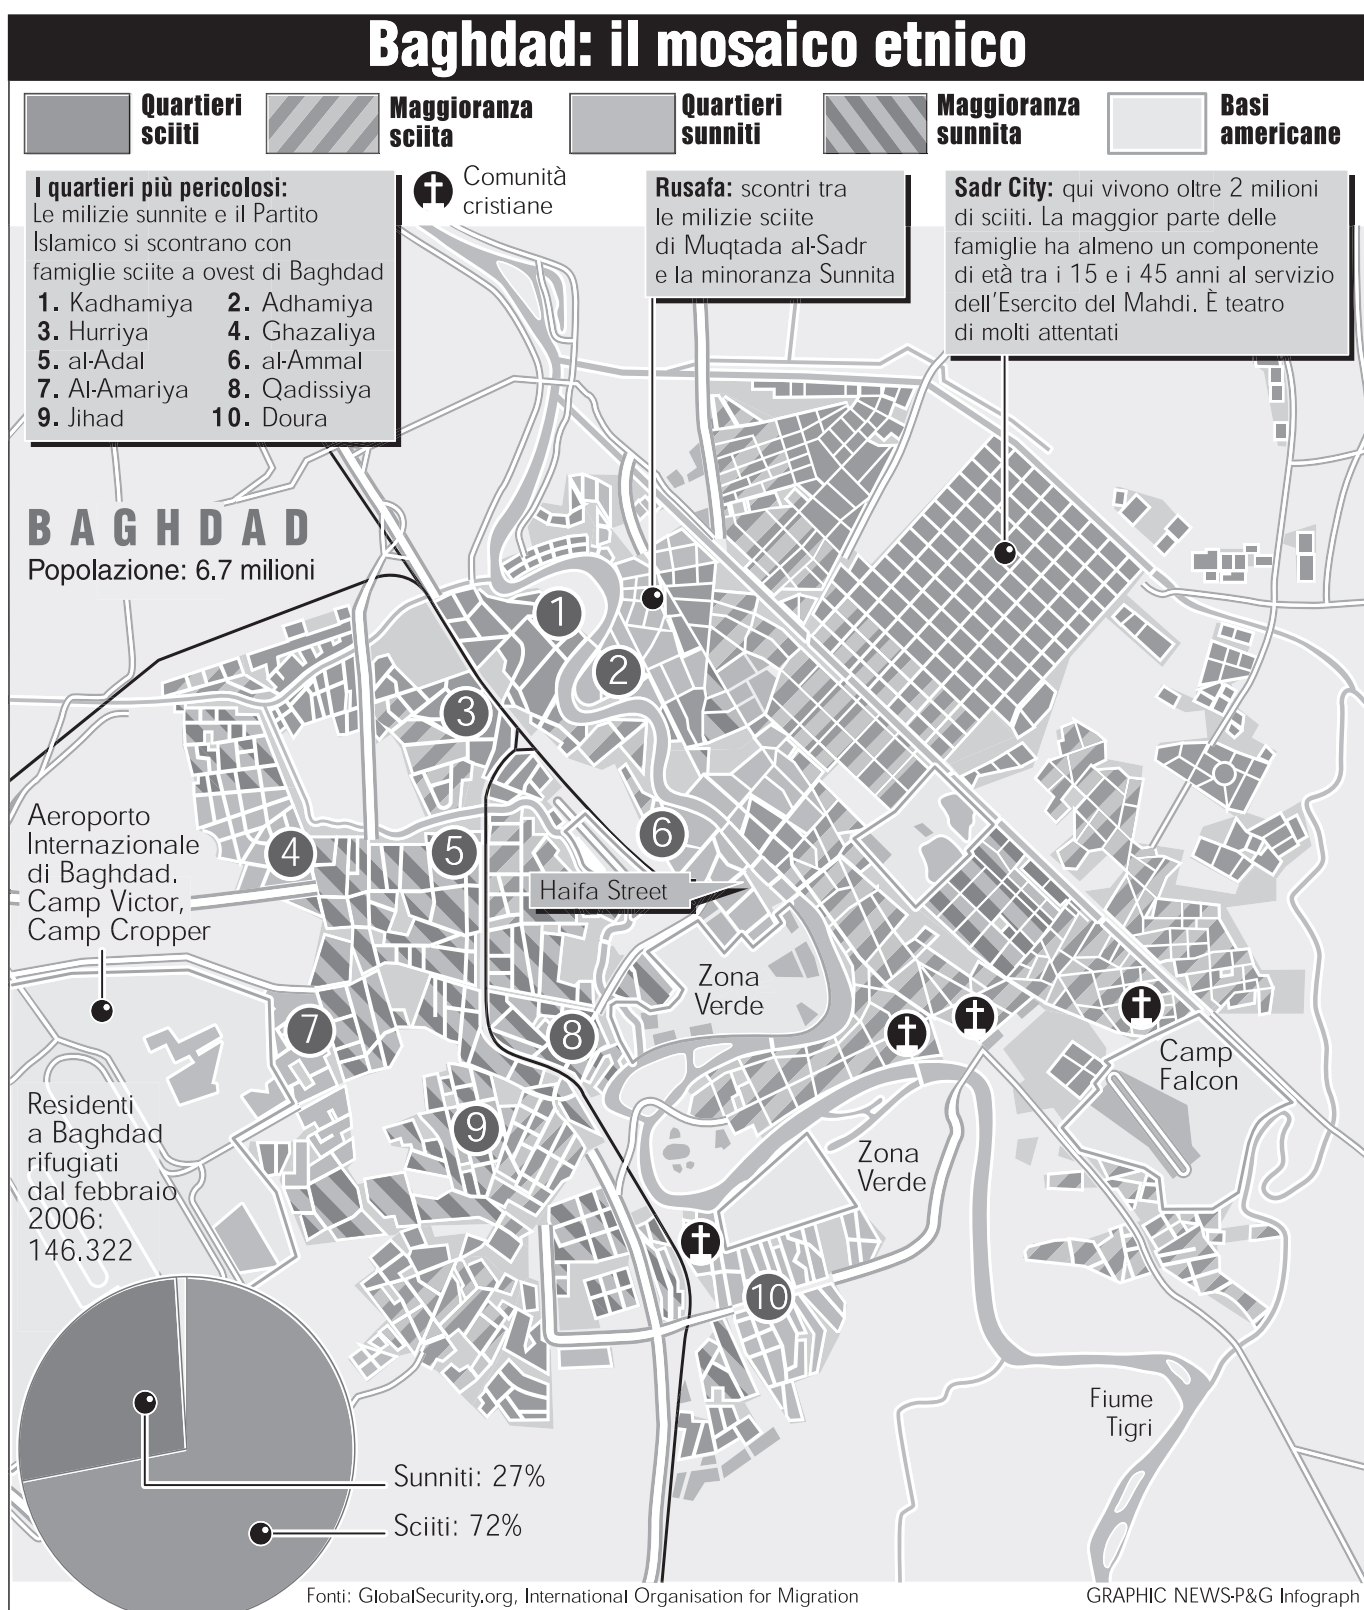 Baghdad: il mosaico etnico
Quartieri
sciiti
Maggioranza
sciita
Quartieri
sunniti
Maggioranza
sunnita
Basi
americane
I quartieri più pericolosi:
Le milizie sunnite e il Partito
Islamico si scontrano con
famiglie sciite a ovest di Baghdad
1. Kadhamiya 2. Adhamiya
3. Hurriya 4. Ghazaliya
5. al-Adal 6. al-Ammal
7. Al-Amariya 8. Qadissiya
9. Jihad 10. Doura
Comunità
cristiane
Rusafa: scontri tra
le milizie sciite
di Muqtada al-Sadr
e la minoranza Sunnita
Sadr City: qui vivono oltre 2 milioni
di sciiti. La maggior parte delle
famiglie ha almeno un componente
di età tra i 15 e i 45 anni al servizio
dell'Esercito del Mahdi. È teatro
di molti attentati
BAGHDAD
Popolazione: 6.7 milioni
1
2
3
4
5
6
Haifa Street
Aeroporto
Internazionale
di Baghdad.
Camp Victor,
Camp Cropper
Zona
Verde
7
8
9
10
Camp
Falcon
Zona
Verde
Residenti
a Baghdad
rifugiati
dal febbraio
2006:
146.322
Fiume
Tigri
Sunniti: 27%
Sciiti: 72%
Fonti: GlobalSecurity.org, International Organisation for Migration
GRAPHIC NEWS-P&G Infograph